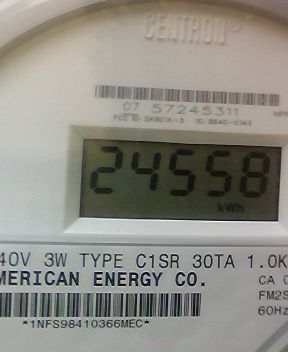 CENTRON
07 57245311
24558
kWh
40V 3W TYPE C1SR 30TA 1.0K
MERICAN ENERGY CO.
CA
FM2S
60Hz
*1NFS98410366MEC*